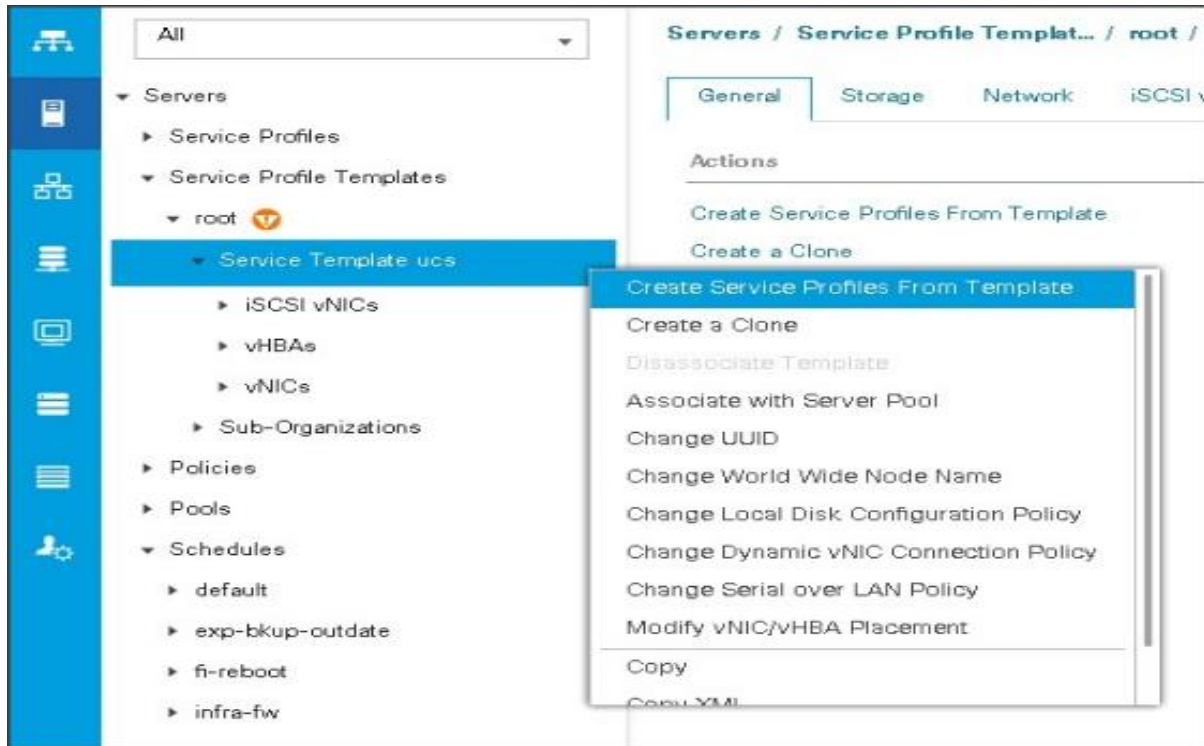 All
Servers
Service Profiles
Service Profile Templates
root
Service Template ucs
iSCSI vNICs
vHBAs
vNICs
Sub-Organizations
Policies
Pools
Schedules
default
exp-bkup-outdate
fi-reboot
infra-fw
Servers / Service Profile Templat... / root /
General Storage Network iSCSI v
Actions
Create Service Profiles From Template
Create a Clone
Create Service Profiles From Template
Create a Clone
Disassociate Template
Associate with Server Pool
Change UUID
Change World Wide Node Name
Change Local Disk Configuration Policy
Change Dynamic vNIC Connection Policy
Change Serial over LAN Policy
Modify vNIC/vHBA Placement
Copy
Copy XML